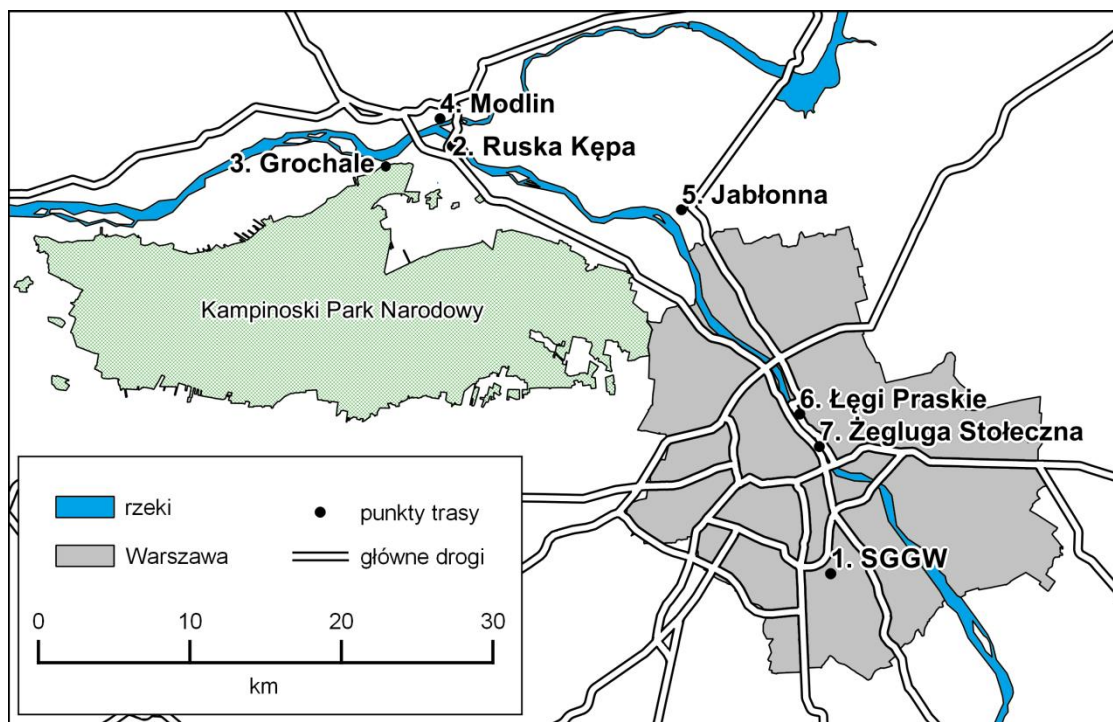 4. Modlin
2. Ruska Kępa
3. Grochale
5. Jabłonna
Kampinoski Park Narodowy
6. Łęgi Praskie
7. Żegluga Stołeczna
1. SGGW
rzeki
punkty trasy
Warszawa
główne drogi
0 10 20 30
km